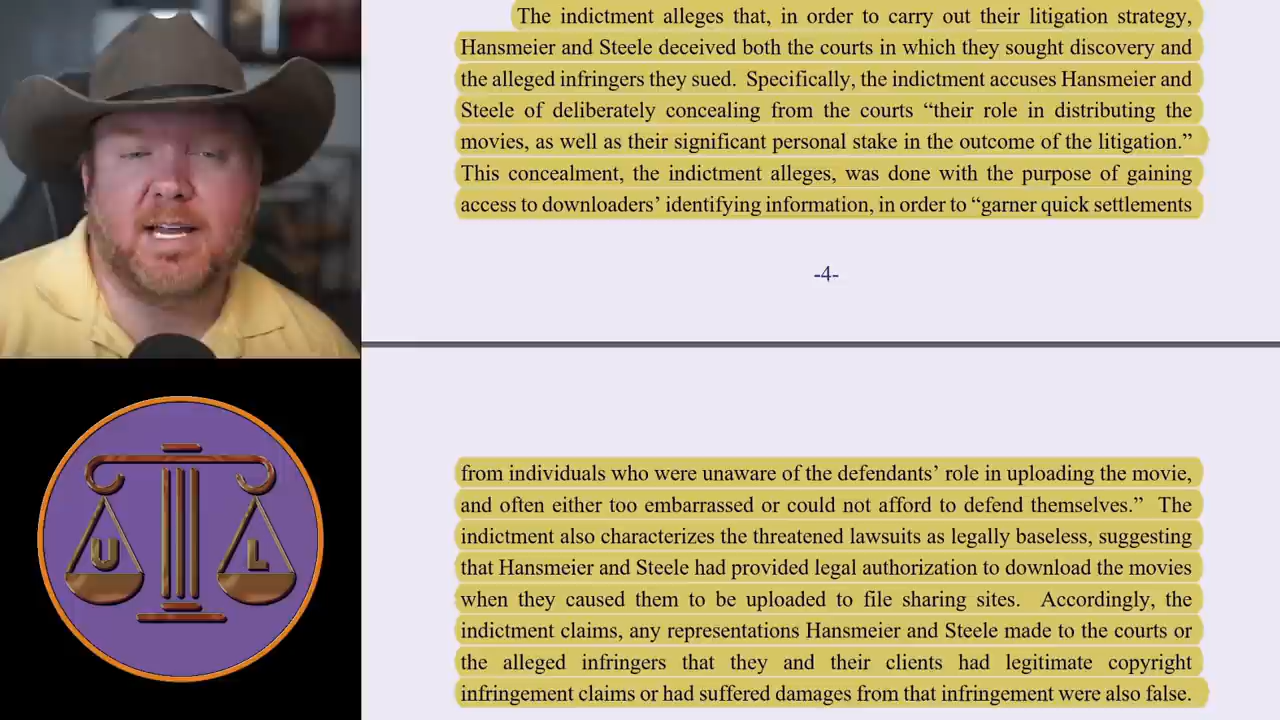 The indictment alleges that, in order to carry out their litigation strategy,
Hansmeier and Steele deceived both the courts in which they sought discovery and
the alleged infringers they sued. Specifically, the indictment accuses Hansmeier and
Steele of deliberately concealing from the courts “their role in distributing the
movies, as well as their significant personal stake in the outcome of the litigation.”
This concealment, the indictment alleges, was done with the purpose of gaining
access to downloaders’ identifying information, in order to “garner quick settlements
-4-
from individuals who were unaware of the defendants’ role in uploading the movie,
and often either too embarrassed or could not afford to defend themselves.” The
indictment also characterizes the threatened lawsuits as legally baseless, suggesting
that Hansmeier and Steele had provided legal authorization to download the movies
when they caused them to be uploaded to file sharing sites. Accordingly, the
indictment claims, any representations Hansmeier and Steele made to the courts or
the alleged infringers that they and their clients had legitimate copyright
infringement claims or had suffered damages from that infringement were also false.
U L